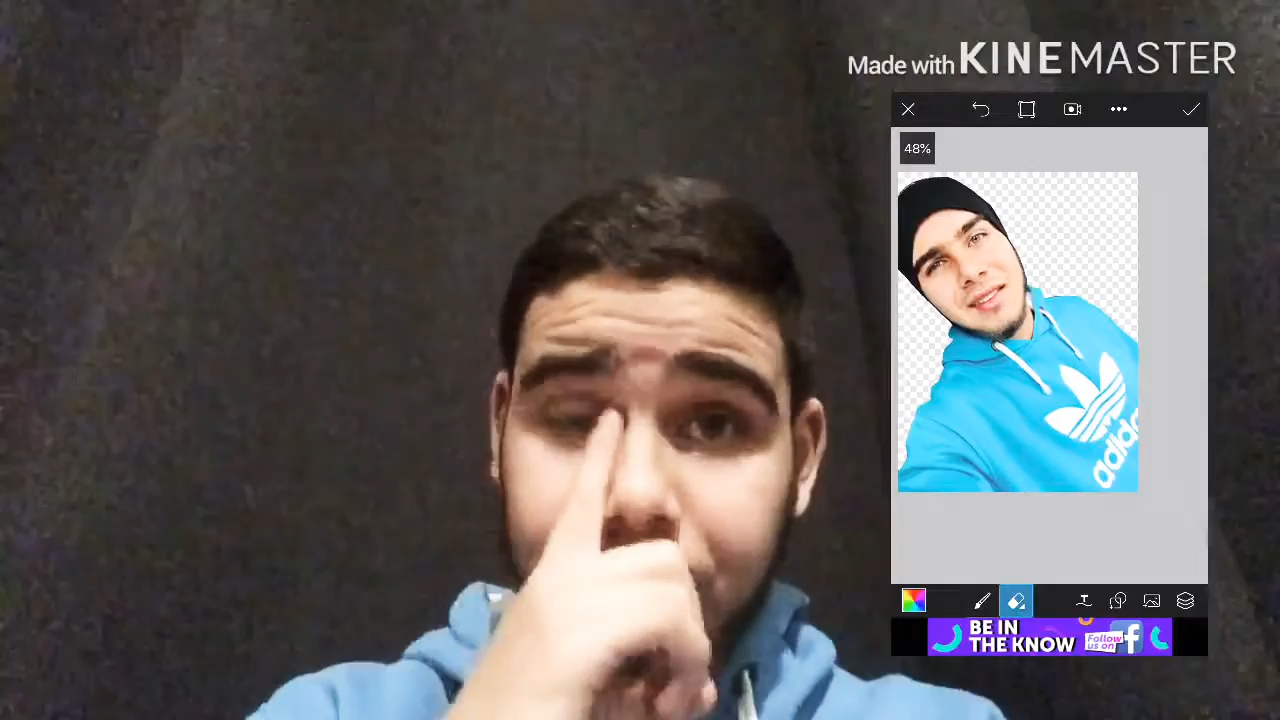 Made with KINEMASTER
48%
adidas
BE IN
THE KNOW
Follow
us on
f